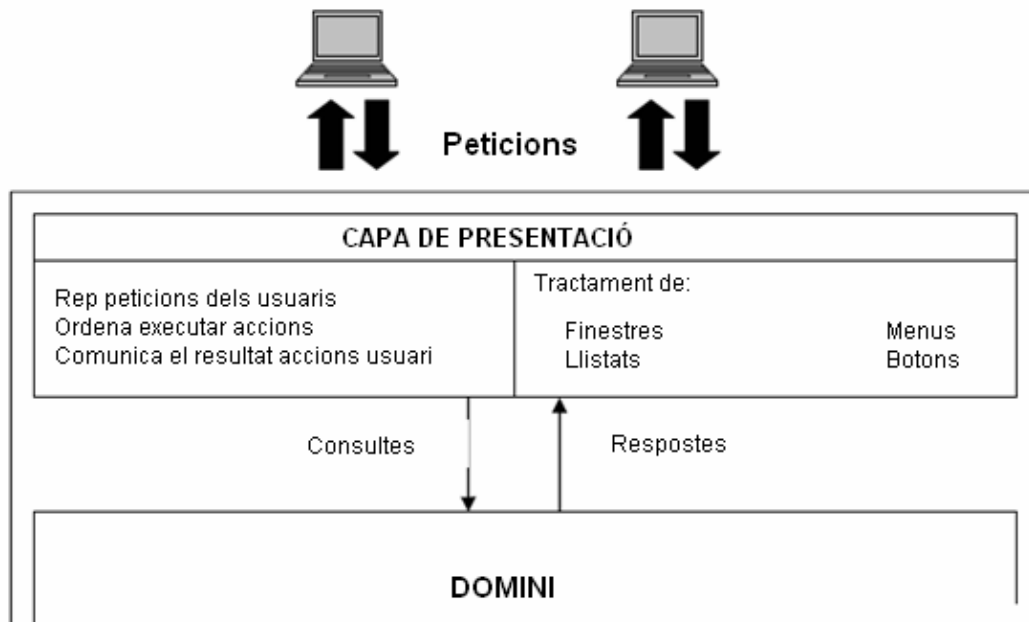 Peticions
CAPA DE PRESENTACIÓ
Rep peticions dels usuaris
Ordena executar accions
Comunica el resultat accions usuari
Tractament de:
Finestres Menus
Llistats Botons
Consultes Respostes
DOMINI